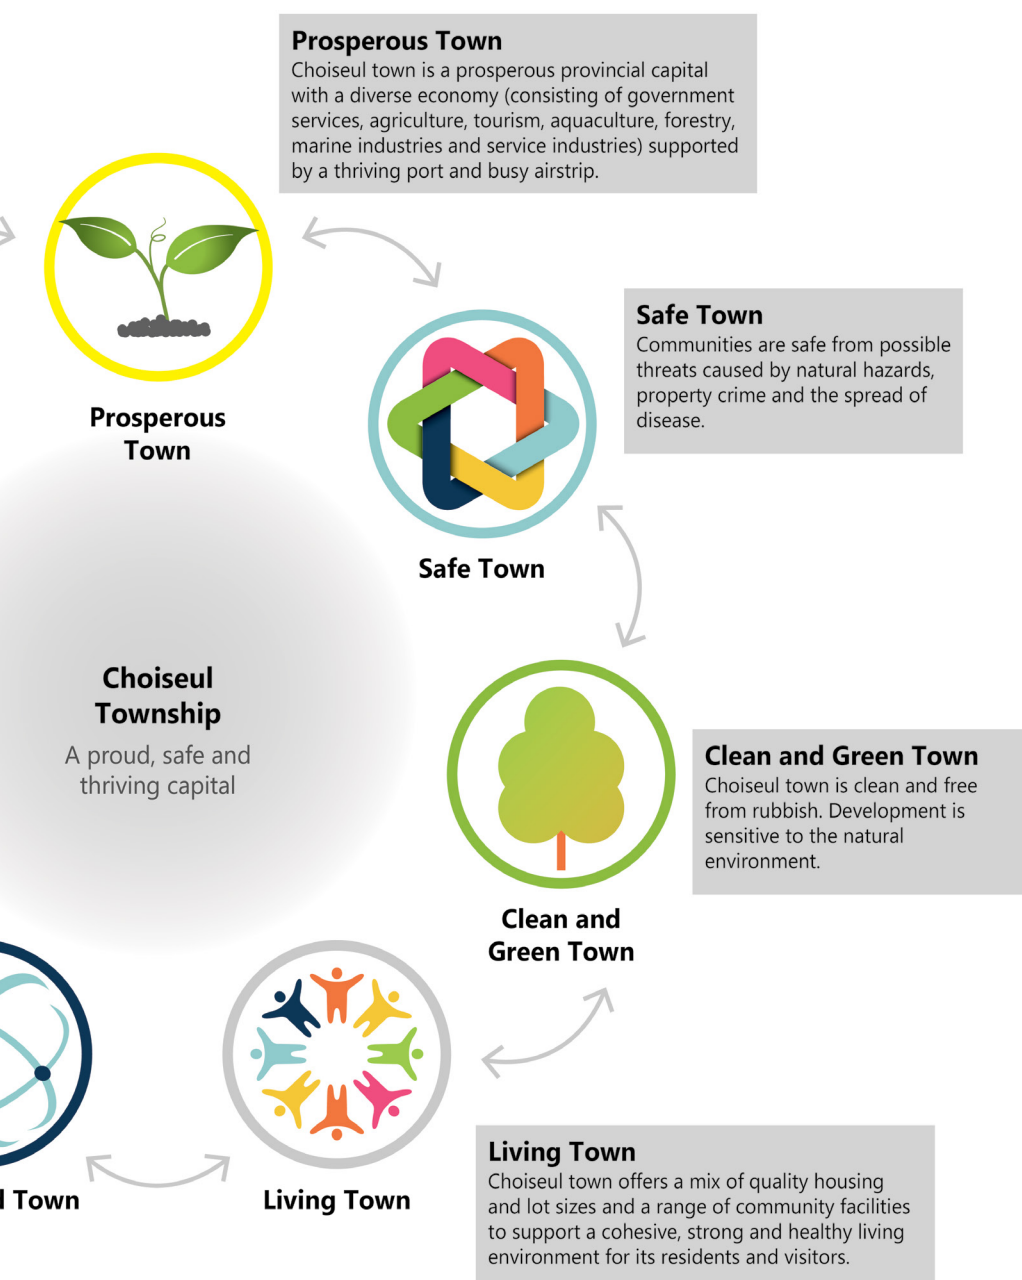 Prosperous Town
Choiseul town is a prosperous provincial capital
with a diverse economy (consisting of government
services, agriculture, tourism, aquaculture, forestry,
marine industries and service industries) supported
by a thriving port and busy airstrip.
Prosperous
Town
Safe Town
Communities are safe from possible
threats caused by natural hazards,
property crime and the spread of
disease.
Safe Town
Choiseul
Township
A proud, safe and
thriving capital
Clean and Green Town
Choiseul town is clean and free
from rubbish. Development is
sensitive to the natural
environment.
Clean and
Green Town
Town
Living Town
Living Town
Choiseul town offers a mix of quality housing
and lot sizes and a range of community facilities
to support a cohesive, strong and healthy living
environment for its residents and visitors.